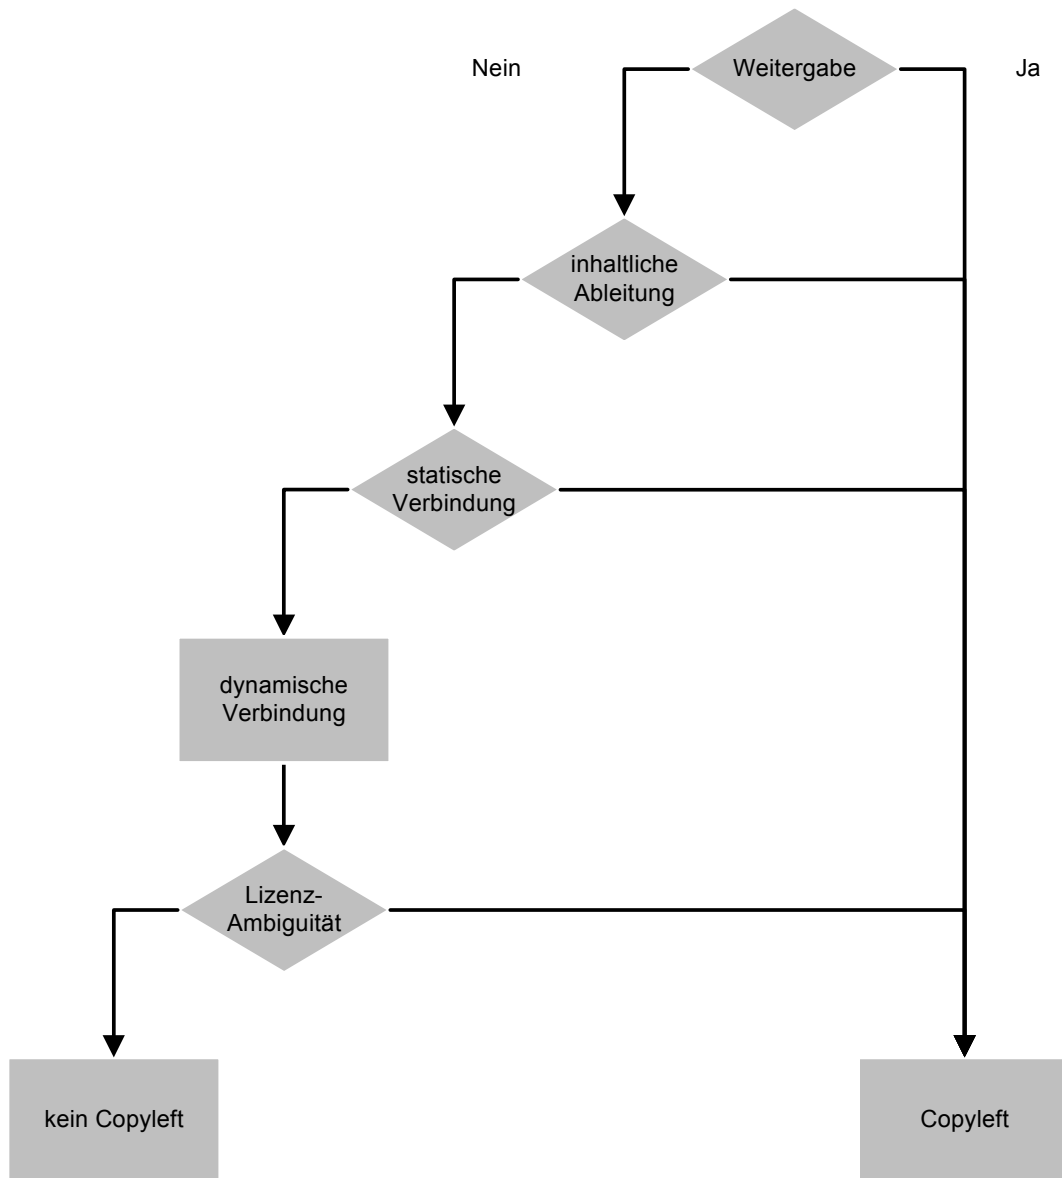 Nein
Weitergabe
Ja
inhaltliche
Ableitung
statische
Verbindung
dynamische
Verbindung
Lizenz-
Ambiguität
kein Copyleft
Copyleft